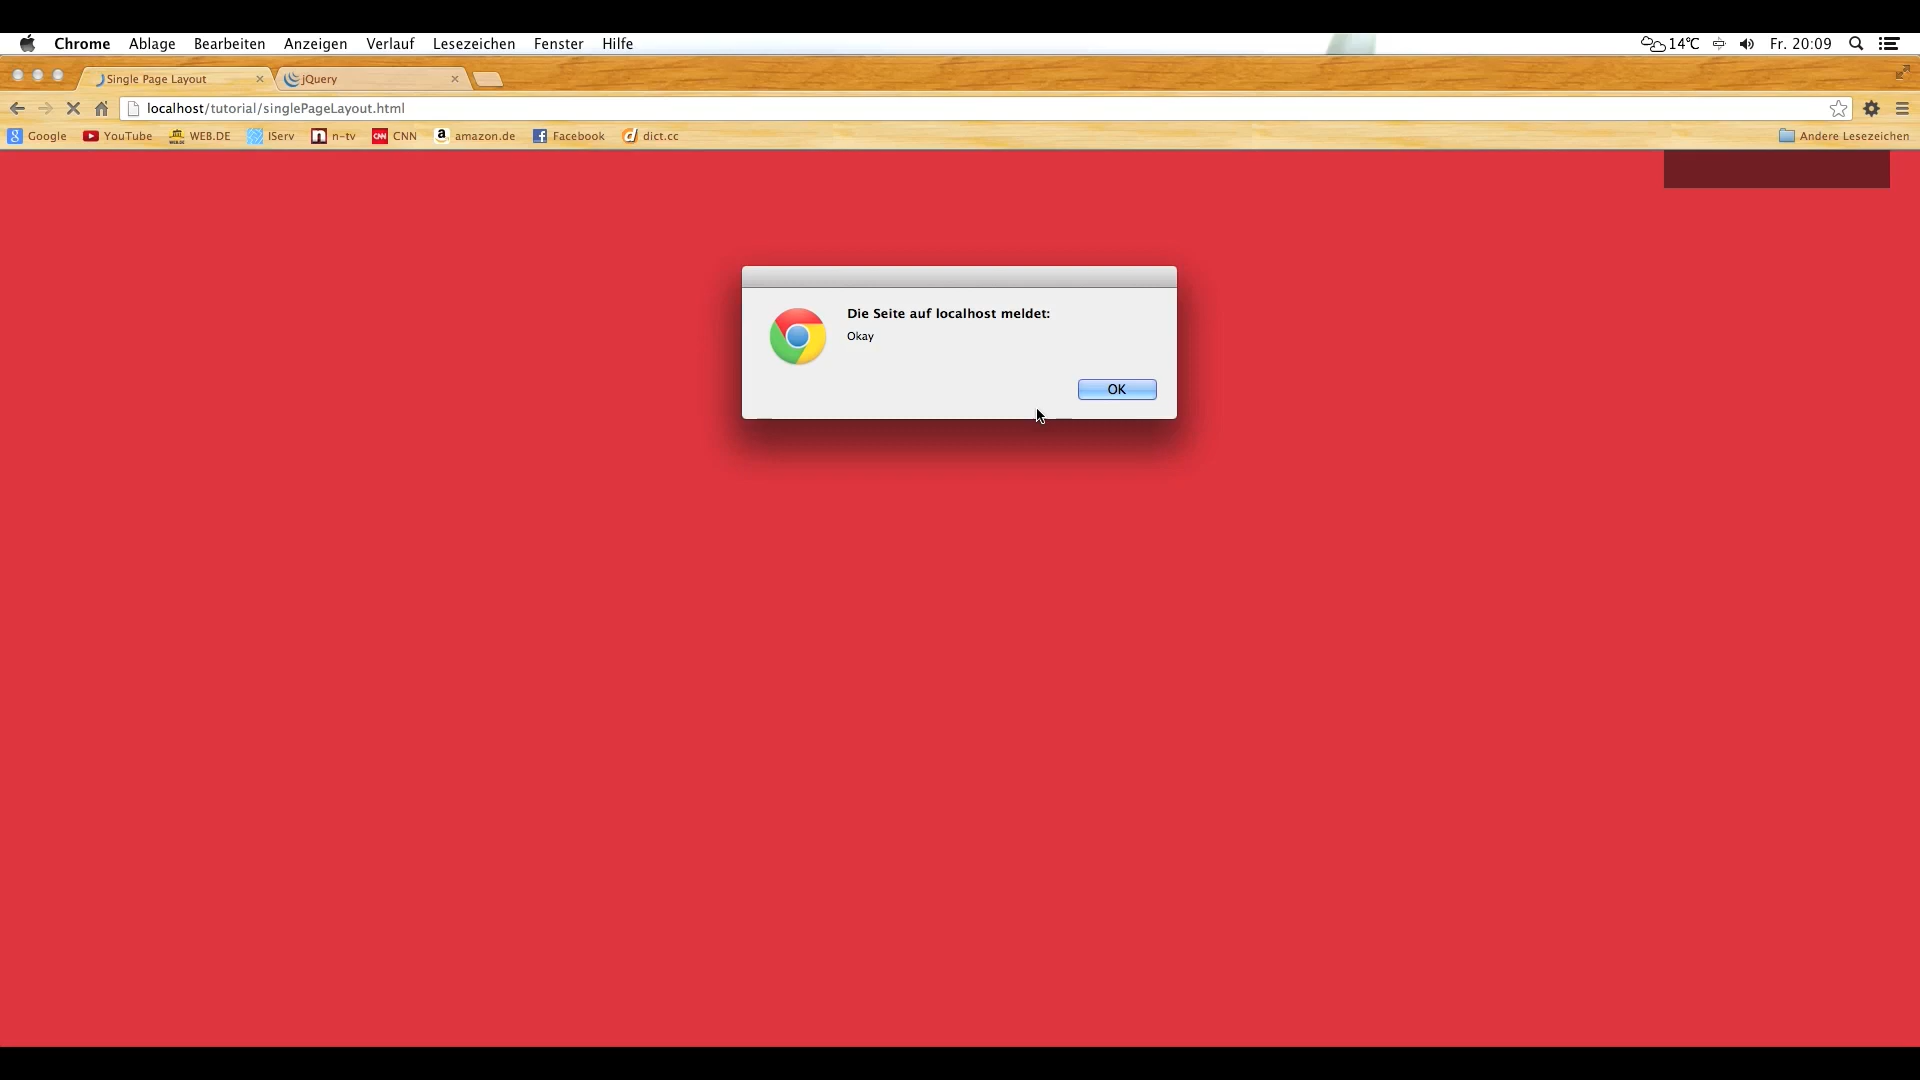 Chrome Ablage Bearbeiten Anzeigen Verlauf Lesezeichen Fenster Hilfe 14°C Fr. 20:09
Single Page Layout jQuery
localhost/tutorial/singlePageLayout.html
Google YouTube WEB.DE IServ n-tv CNN amazon.de Facebook dict.cc Andere Lesezeichen
Die Seite auf localhost meldet:
Okay
OK